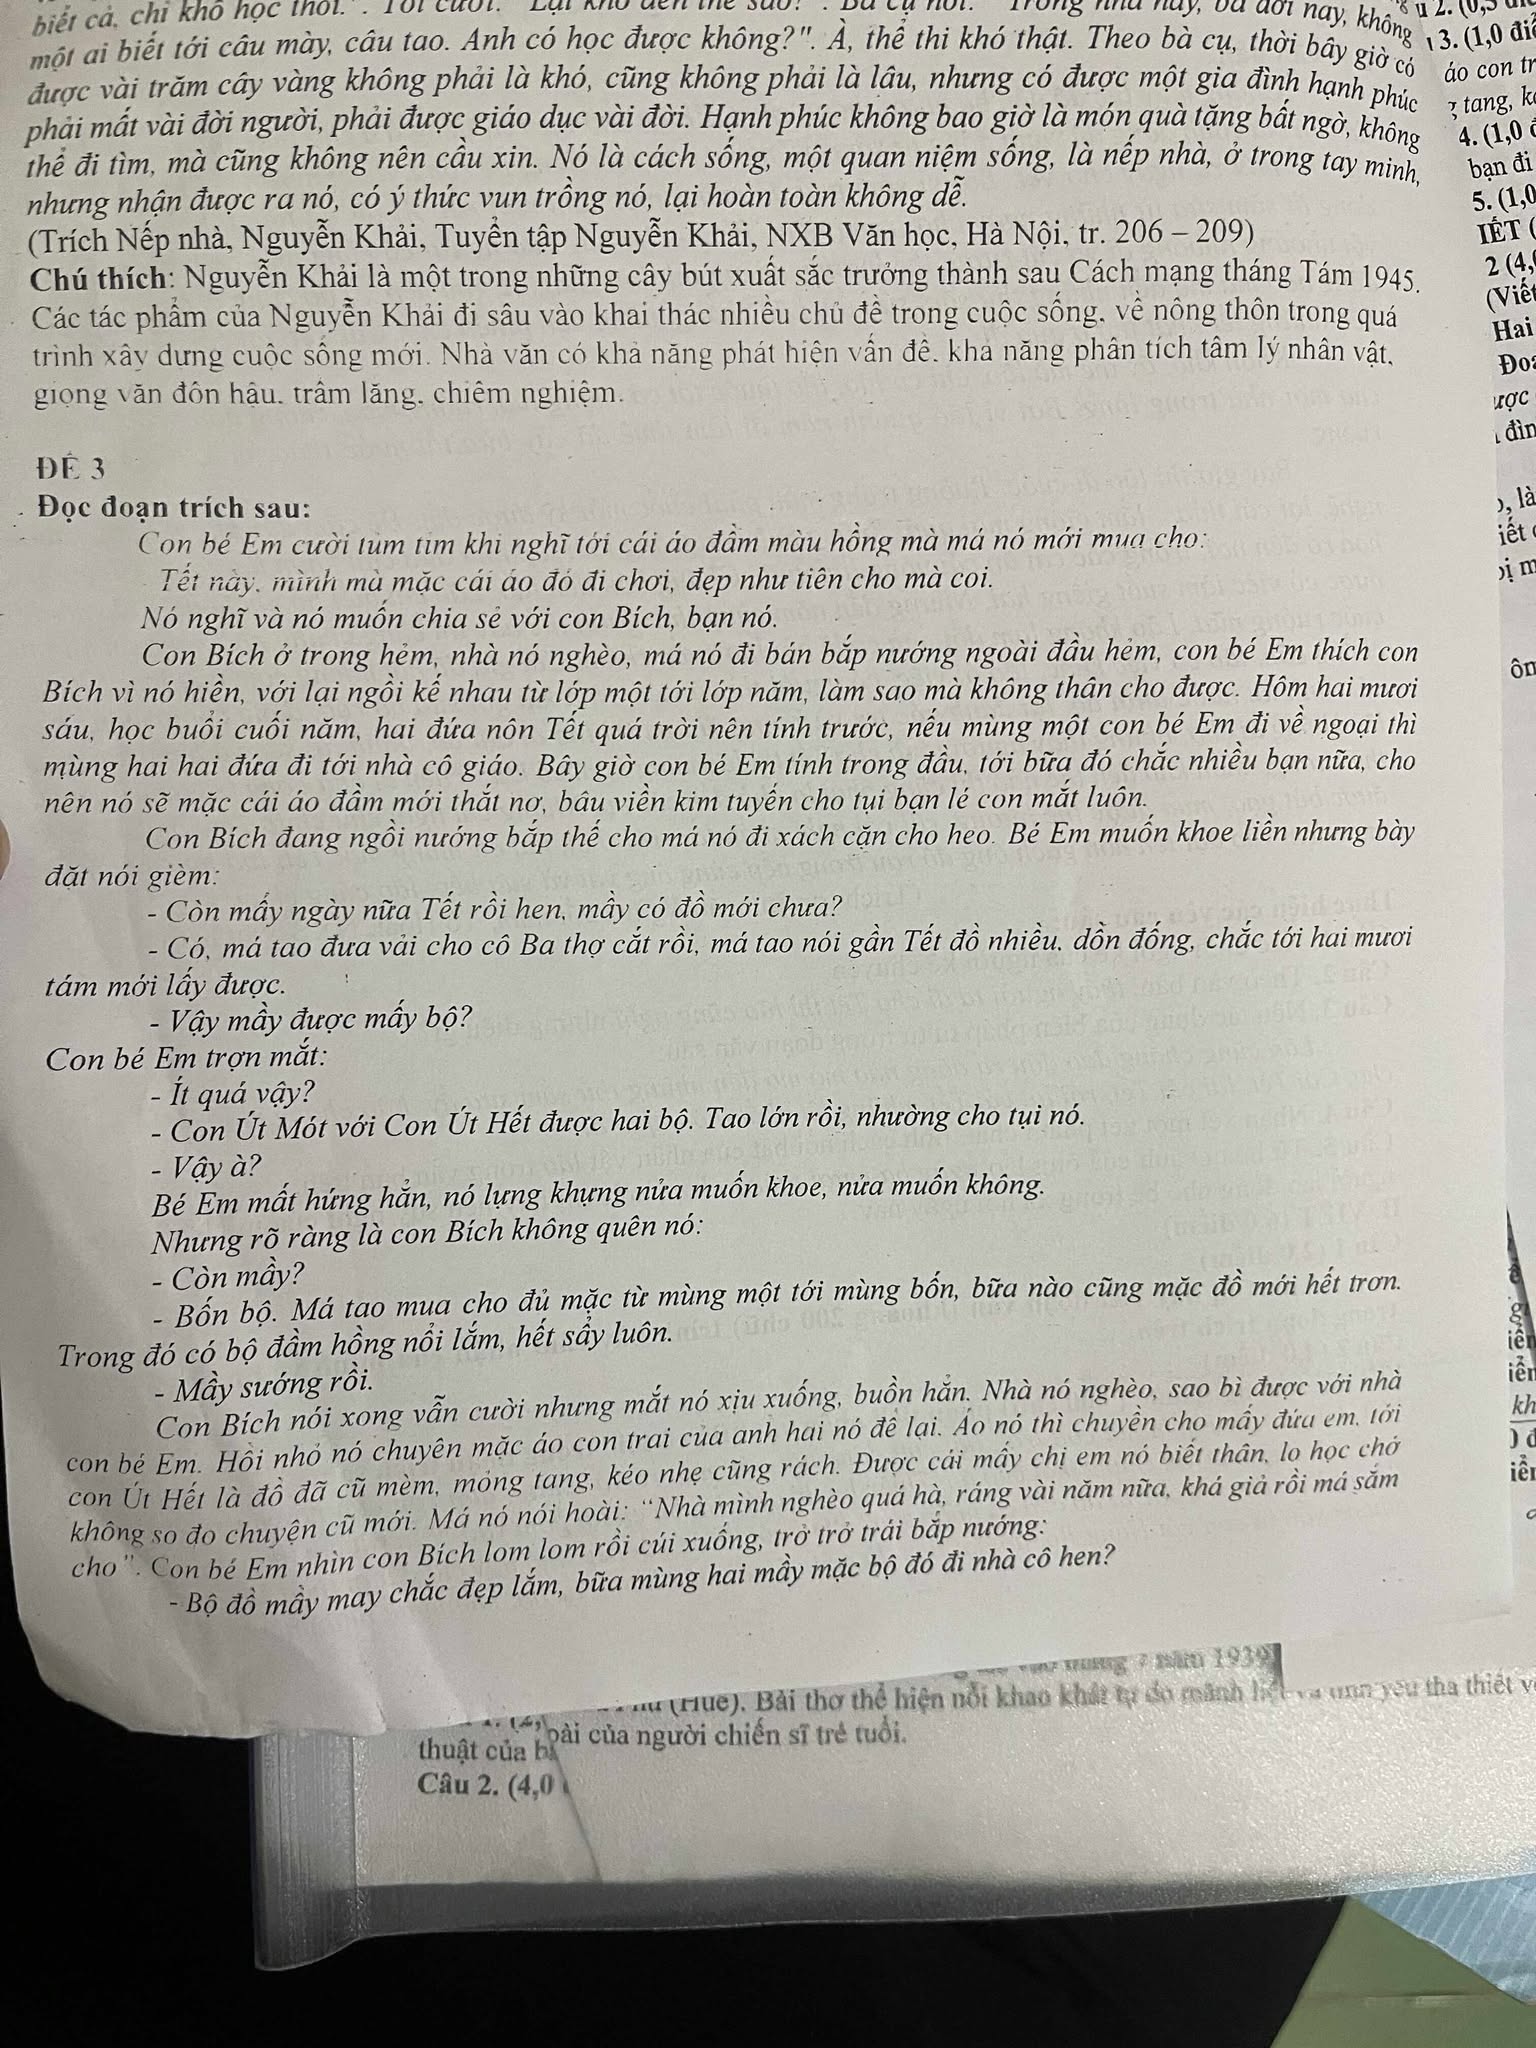 biết cả, chỉ khó học thôi.".
một ai biết tới câu mày, câu tao. Anh có học được không?". À, thế thì khó thật. Theo bà cụ, thời bây giờ có
được vài trăm cây vàng không phải là khó, cũng không phải là lâu, nhưng có được một gia đình hạnh phúc
phải mất vài đời người, phải được giáo dục vài đời. Hạnh phúc không bao giờ là món quà tặng bất ngờ, không
thể đi tìm, mà cũng không nên cầu xin. Nó là cách sống, một quan niệm sống, là nếp nhà, ở trong tay minh,
nhưng nhận được ra nó, có ý thức vun trồng nó, lại hoàn toàn không dễ.
(Trích Nếp nhà, Nguyễn Khải, Tuyển tập Nguyễn Khải, NXB Văn học, Hà Nội, tr. 206 – 209)
Chú thích: Nguyễn Khải là một trong những cây bút xuất sắc trưởng thành sau Cách mạng tháng Tám 1945.
Các tác phẩm của Nguyễn Khải đi sâu vào khai thác nhiều chủ đề trong cuộc sống, về nông thôn trong quá
trình xây dựng cuộc sống mới. Nhà văn có khả năng phát hiện vấn đề, khả năng phân tích tâm lý nhân vật,
giọng văn đôn hậu, trầm lắng, chiêm nghiệm.
ĐỀ 3
Đọc đoạn trích sau:
Con bé Em cười tủm tỉm khi nghĩ tới cái áo đầm màu hồng mà má nó mới mua cho:
Tết này, mình mà mặc cái áo đó đi chơi, đẹp như tiên cho mà coi.
Nó nghĩ và nó muốn chia sẻ với con Bích, bạn nó.
Con Bích ở trong hẻm, nhà nó nghèo, má nó đi bán bắp nướng ngoài đầu hẻm, con bé Em thích con
Bích vì nó hiền, với lại ngồi kế nhau từ lớp một tới lớp năm, làm sao mà không thân cho được. Hôm hai mươi
sáu, học buổi cuối năm, hai đứa nôn Tết quá trời nên tính trước, nếu mùng một con bé Em đi về ngoại thì
mùng hai hai đứa đi tới nhà cô giáo. Bây giờ con bé Em tính trong đầu, tới bữa đó chắc nhiều bạn nữa, cho
nên nó sẽ mặc cái áo đầm mới thắt nơ, bâu viền kim tuyến cho tụi bạn lé con mắt luôn.
Con Bích đang ngồi nướng bắp thế cho má nó đi xách cặn cho heo. Bé Em muốn khoe liền nhưng bày
đặt nói gièm:
- Còn mấy ngày nữa Tết rồi hen, mầy có đồ mới chưa?
- Có, má tao đưa vải cho cô Ba thợ cắt rồi, má tao nói gần Tết đồ nhiều, dồn đống, chắc tới hai mươi
tám mới lấy được.
- Vậy mầy được mấy bộ?
Con bé Em trợn mắt:
- Ít quá vậy?
- Con Út Mót với Con Út Hết được hai bộ. Tao lớn rồi, nhường cho tụi nó.
- Vậy à?
Bé Em mất hứng hẳn, nó lựng khựng nửa muốn khoe, nửa muốn không.
Nhưng rõ ràng là con Bích không quên nó:
- Còn mầy?
- Bốn bộ. Má tao mua cho đủ mặc từ mùng một tới mùng bốn, bữa nào cũng mặc đồ mới hết trơn.
Trong đó có bộ đầm hồng nổi lắm, hết sẩy luôn.
- Mầy sướng rồi.
Con Bích nói xong vẫn cười nhưng mắt nó xịu xuống, buồn hẳn. Nhà nó nghèo, sao bì được với nhà
con bé Em. Hồi nhỏ nó chuyên mặc áo con trai của anh hai nó để lại. Áo nó thì chuyền cho mấy đứa em, tới
con Út Hết là đồ đã cũ mèm, mỏng tang, kéo nhẹ cũng rách. Được cái mấy chị em nó biết thân, lo học chớ
không so đo chuyện cũ mới. Má nó nói hoài: "Nhà mình nghèo quá hà, ráng vài năm nữa, khá giả rồi má sắm
cho". Con bé Em nhìn con Bích lom lom rồi cúi xuống, trở trở trái bắp nướng:
- Bộ đồ mầy may chắc đẹp lắm, bữa mùng hai mầy mặc bộ đó đi nhà cô hen?
năm 1939
(Huế). Bài thơ thể hiện nỗi khao khát tự do mãnh liệt và tình yêu tha thiết
của người chiến sĩ trẻ tuổi.
thuật của
Câu 2. (4,0
3. (1,0
áo con
tang,
4. (1,0
bạn đi
5. (1,0
2 (4,
(Viết
Hai